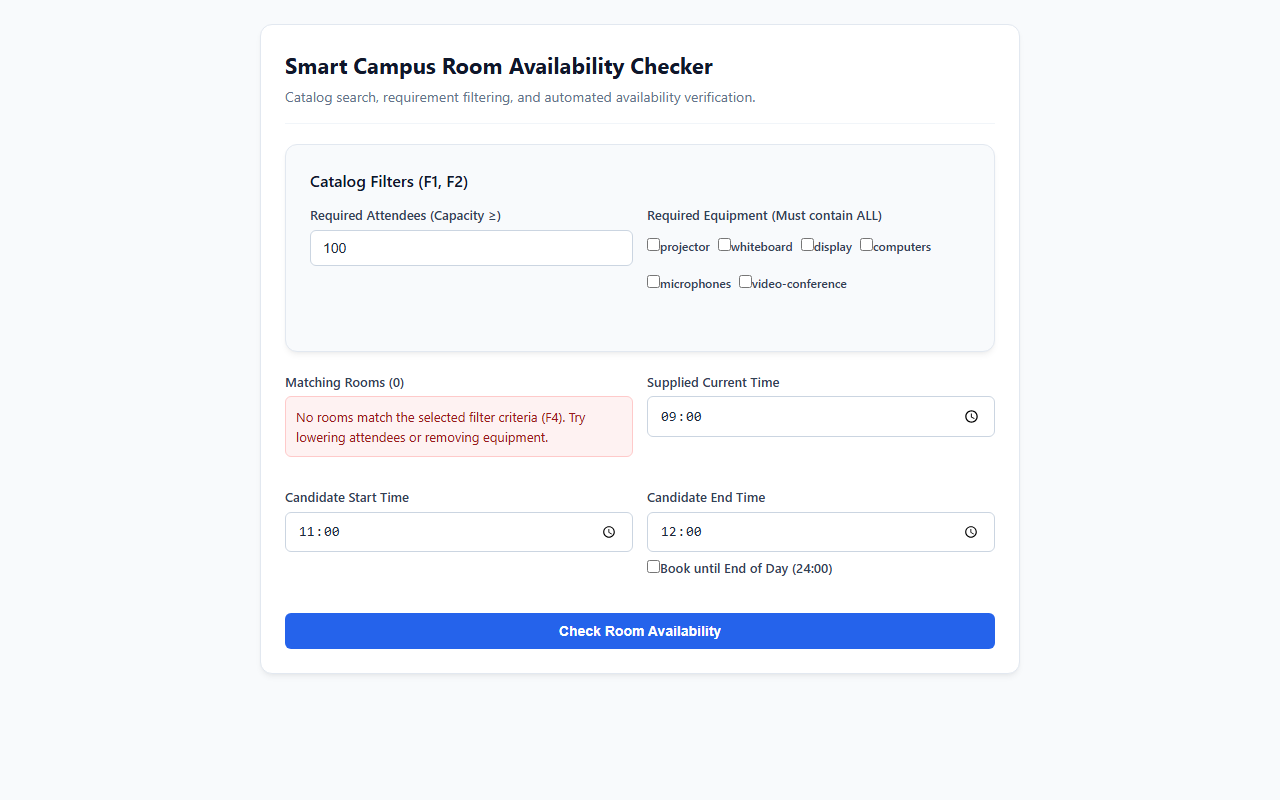 Smart Campus Room Availability Checker
Catalog search, requirement filtering, and automated availability verification.
Catalog Filters (F1, F2)
Required Attendees (Capacity ≥)
100
Required Equipment (Must contain ALL)
projector whiteboard display computers
microphones video-conference
Matching Rooms (0)
No rooms match the selected filter criteria (F4). Try
lowering attendees or removing equipment.
Supplied Current Time
09:00
Candidate Start Time
11:00
Candidate End Time
12:00
Book until End of Day (24:00)
Check Room Availability